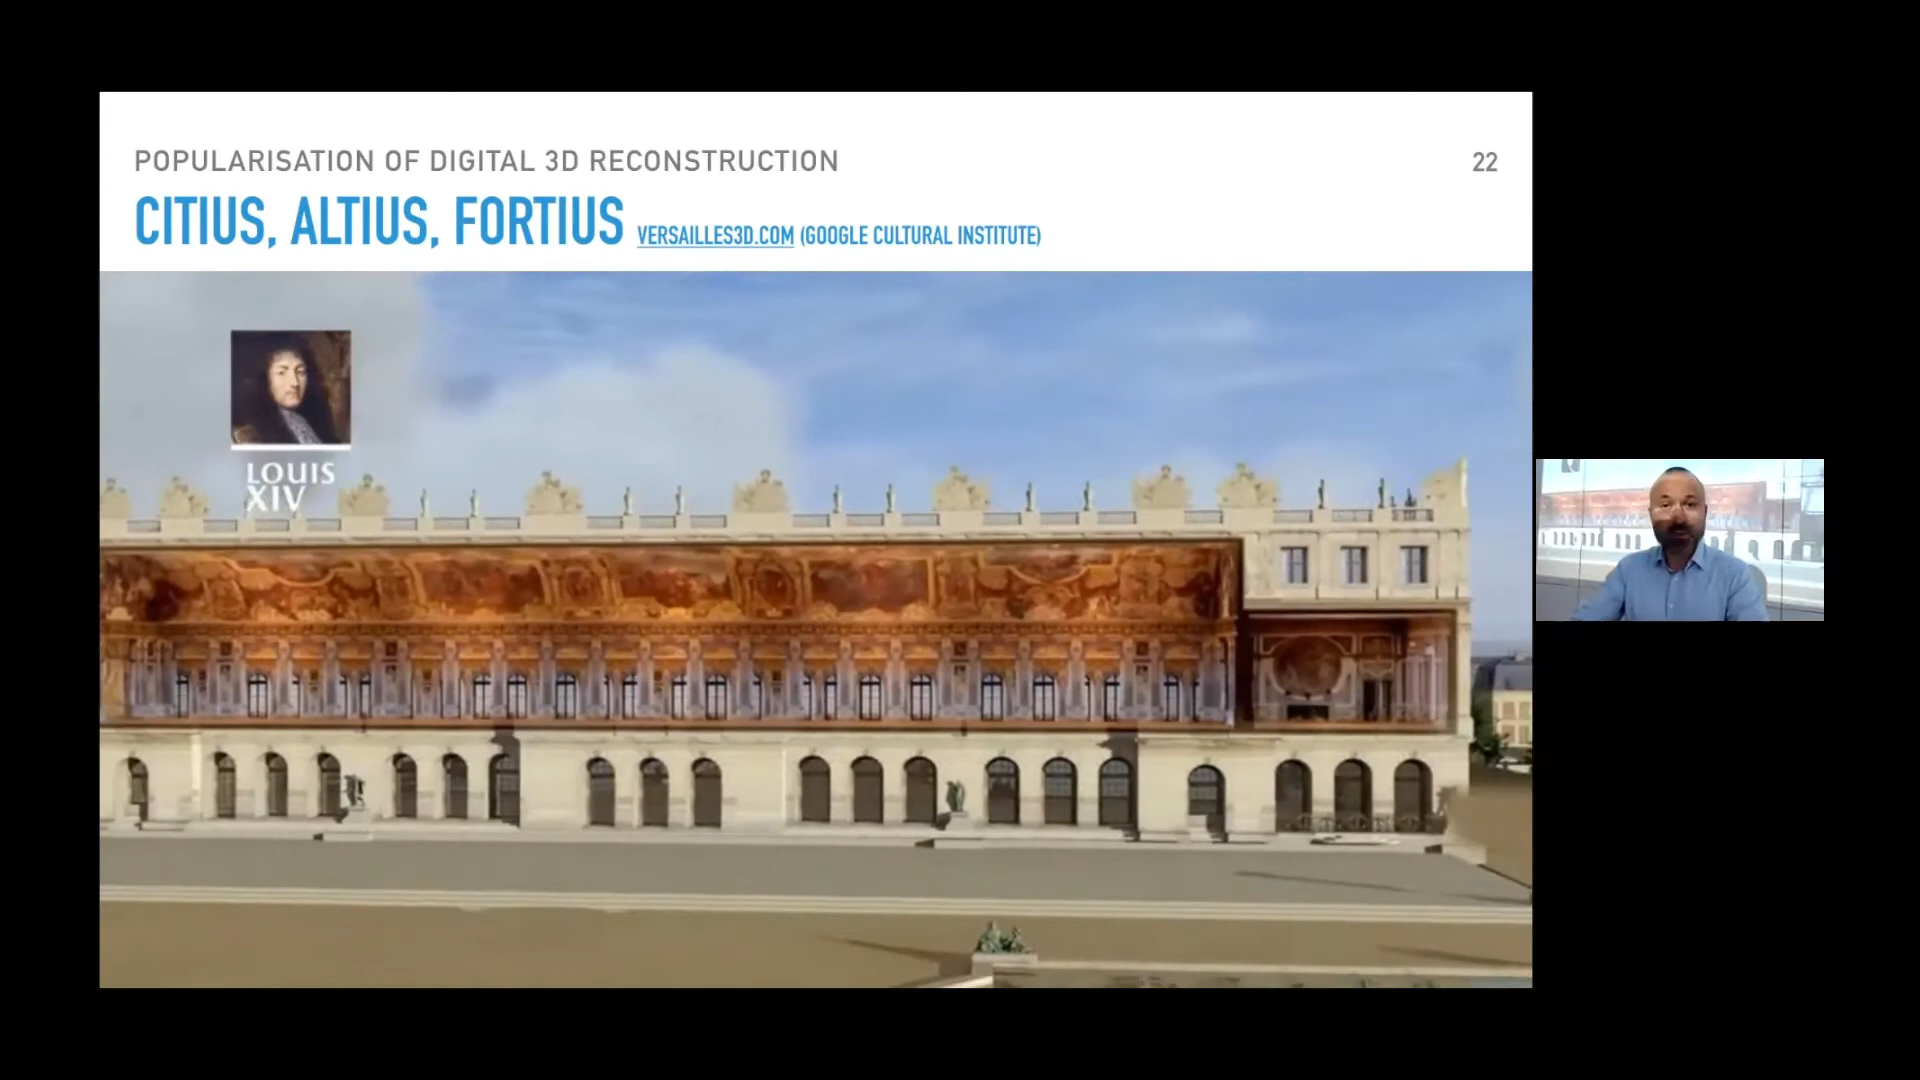 POPULARISATION OF DIGITAL 3D RECONSTRUCTION
22
CITIUS, ALTIUS, FORTIUS VERSAILLES3D.COM (GOOGLE CULTURAL INSTITUTE)
LOUIS
XIV